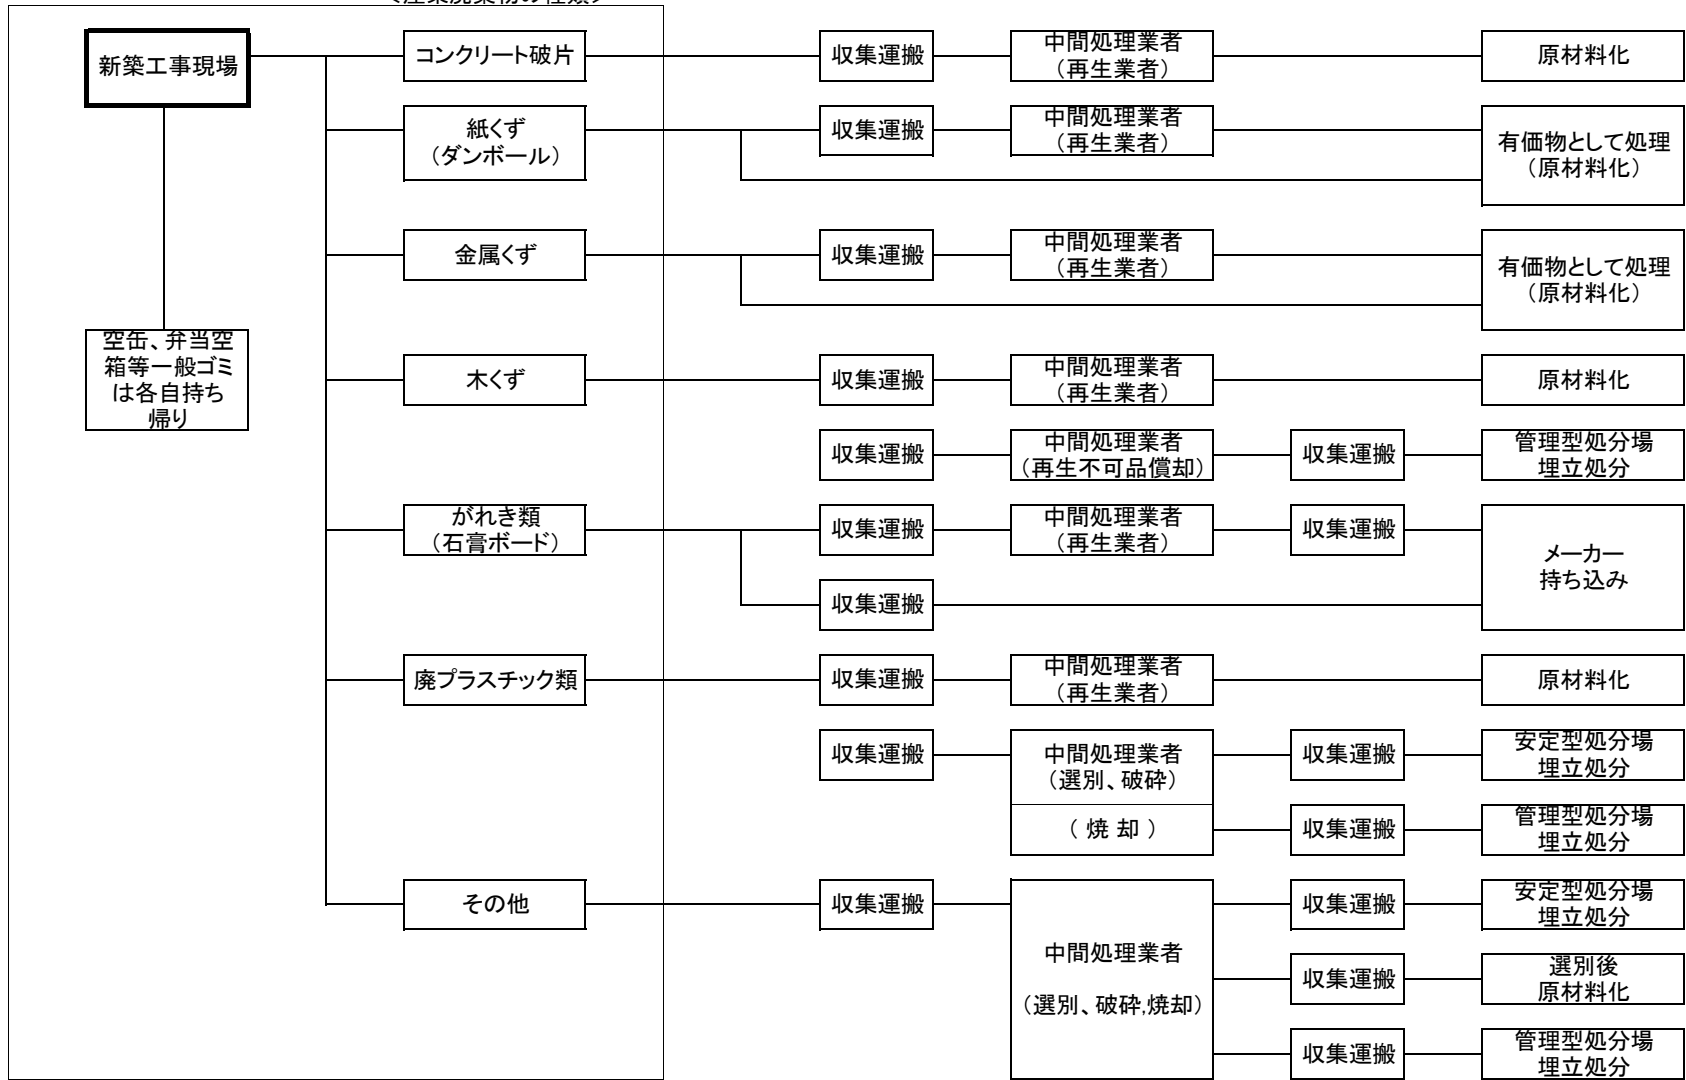 <産業廃棄物の種類>
新築工事現場
コンクリート破片
収集運搬
中間処理業者
(再生業者)
原材料化
紙くず
(ダンボール)
収集運搬
中間処理業者
(再生業者)
有価物として処理
(原材料化)
金属くず
収集運搬
中間処理業者
(再生業者)
有価物として処理
(原材料化)
空缶、弁当空
箱等一般ゴミ
は各自持ち
帰り
木くず
収集運搬
中間処理業者
(再生業者)
原材料化
収集運搬
中間処理業者
(再生不可品償却)
収集運搬
管理型処分場
埋立処分
がれき類
(石膏ボード)
収集運搬
中間処理業者
(再生業者)
収集運搬
メーカー
持ち込み
収集運搬
廃プラスチック類
収集運搬
中間処理業者
(再生業者)
原材料化
収集運搬
中間処理業者
(選別、破砕)
収集運搬
安定型処分場
埋立処分
( 焼 却 )
収集運搬
管理型処分場
埋立処分
その他
収集運搬
中間処理業者
(選別、破砕,焼却)
収集運搬
安定型処分場
埋立処分
収集運搬
選別後
原材料化
収集運搬
管理型処分場
埋立処分